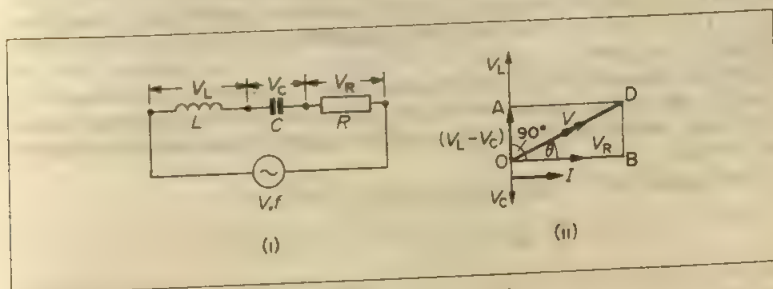 V_L V_C V_R
L C R
V,f
(i)
V_L
A D
90° V
(V_L – V_C) θ V_R
O B
I
V_C
(ii)